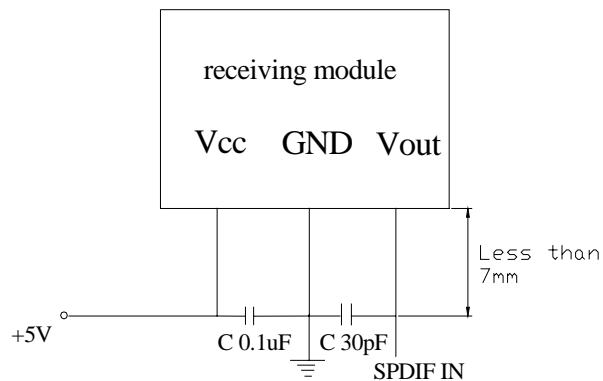 receiving module
Vcc GND Vout
Less than
7mm
+5V
C 0.1uF C 30pF
SPDIF IN